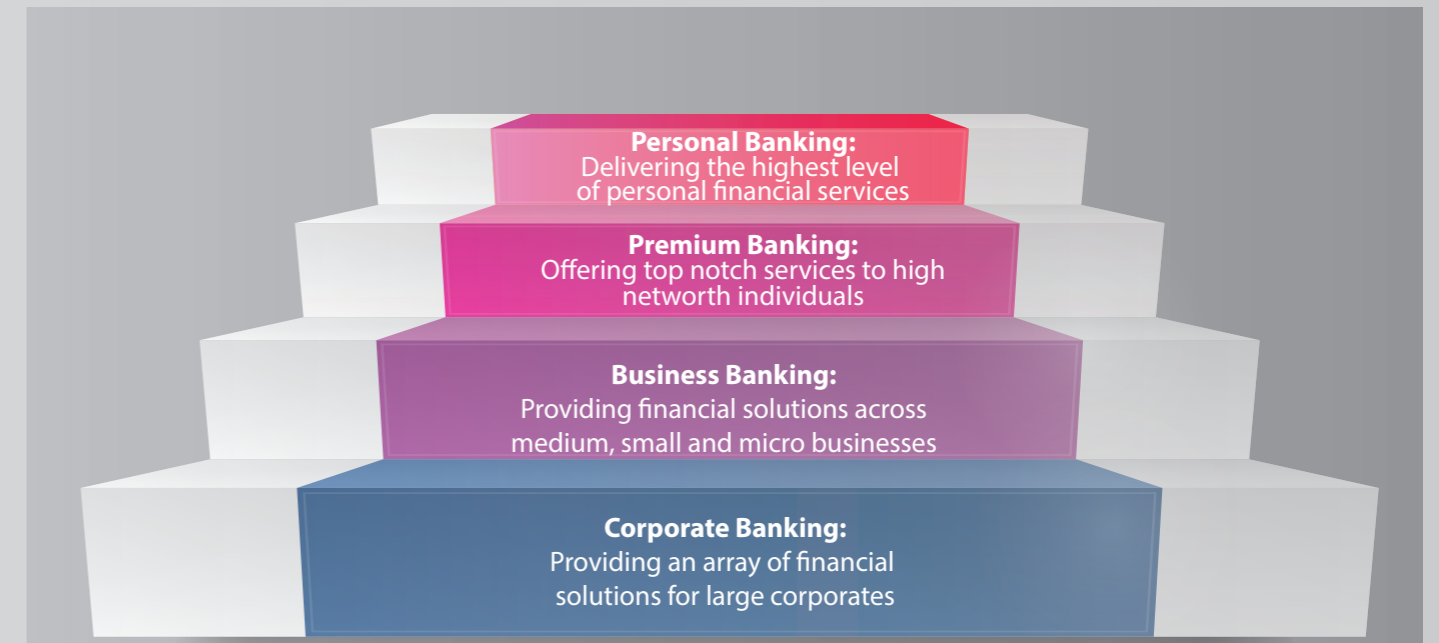 Personal Banking:
Delivering the highest level
of personal financial services
Premium Banking:
Offering top notch services to high
networth individuals
Business Banking:
Providing financial solutions across
medium, small and micro businesses
Corporate Banking:
Providing an array of financial
solutions for large corporates